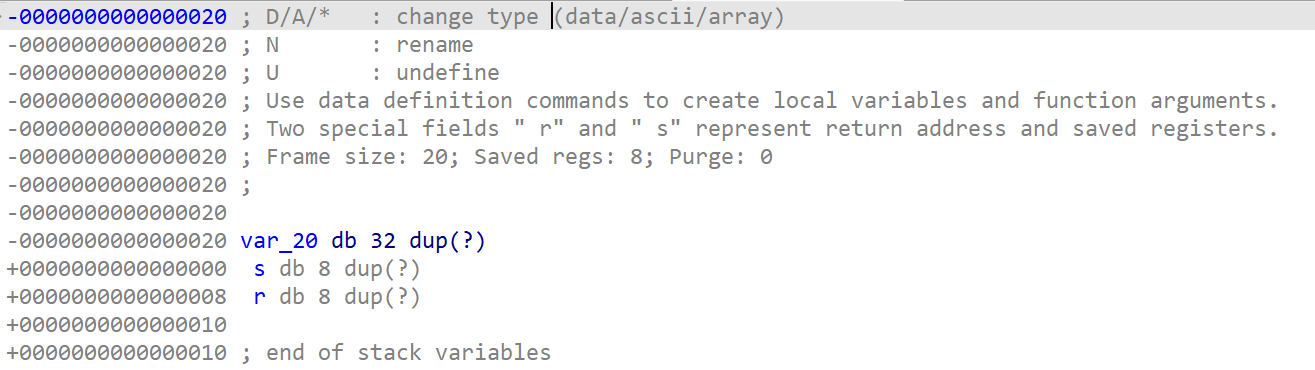 -0000000000000020 ; D/A/*   : change type (data/ascii/array)
-0000000000000020 ; N       : rename
-0000000000000020 ; U       : undefine
-0000000000000020 ; Use data definition commands to create local variables and function arguments.
-0000000000000020 ; Two special fields " r" and " s" represent return address and saved registers.
-0000000000000020 ; Frame size: 20; Saved regs: 8; Purge: 0
-0000000000000020 ;
-0000000000000020
-0000000000000020 var_20 db 32 dup(?)
+0000000000000000  s db 8 dup(?)
+0000000000000008  r db 8 dup(?)
+0000000000000010
+0000000000000010 ; end of stack variables